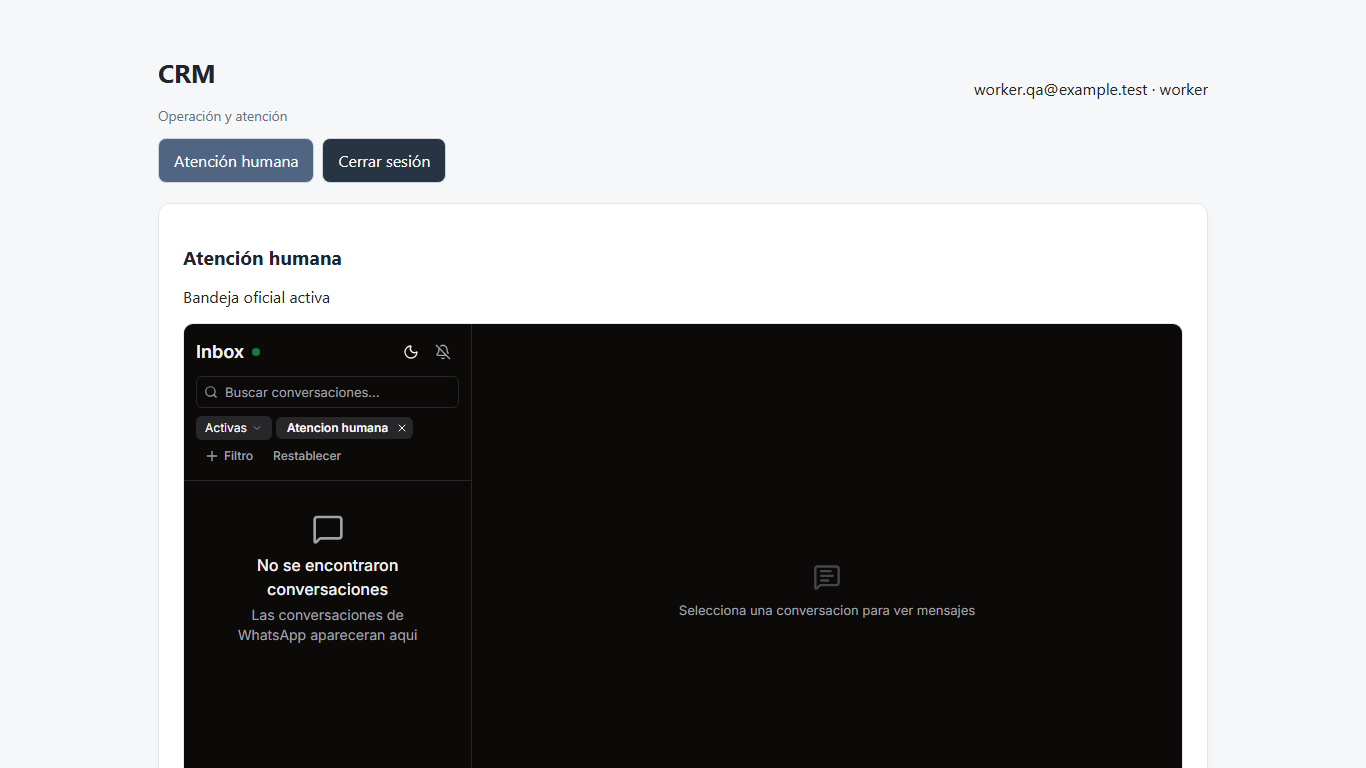 CRM
worker.qa@example.test · worker
Operación y atención
Atención humana
Cerrar sesión
Atención humana
Bandeja oficial activa
Inbox
Buscar conversaciones...
Activas
Atencion humana
Filtro
Restablecer
No se encontraron
conversaciones
Las conversaciones de
WhatsApp apareceran aqui
Selecciona una conversacion para ver mensajes